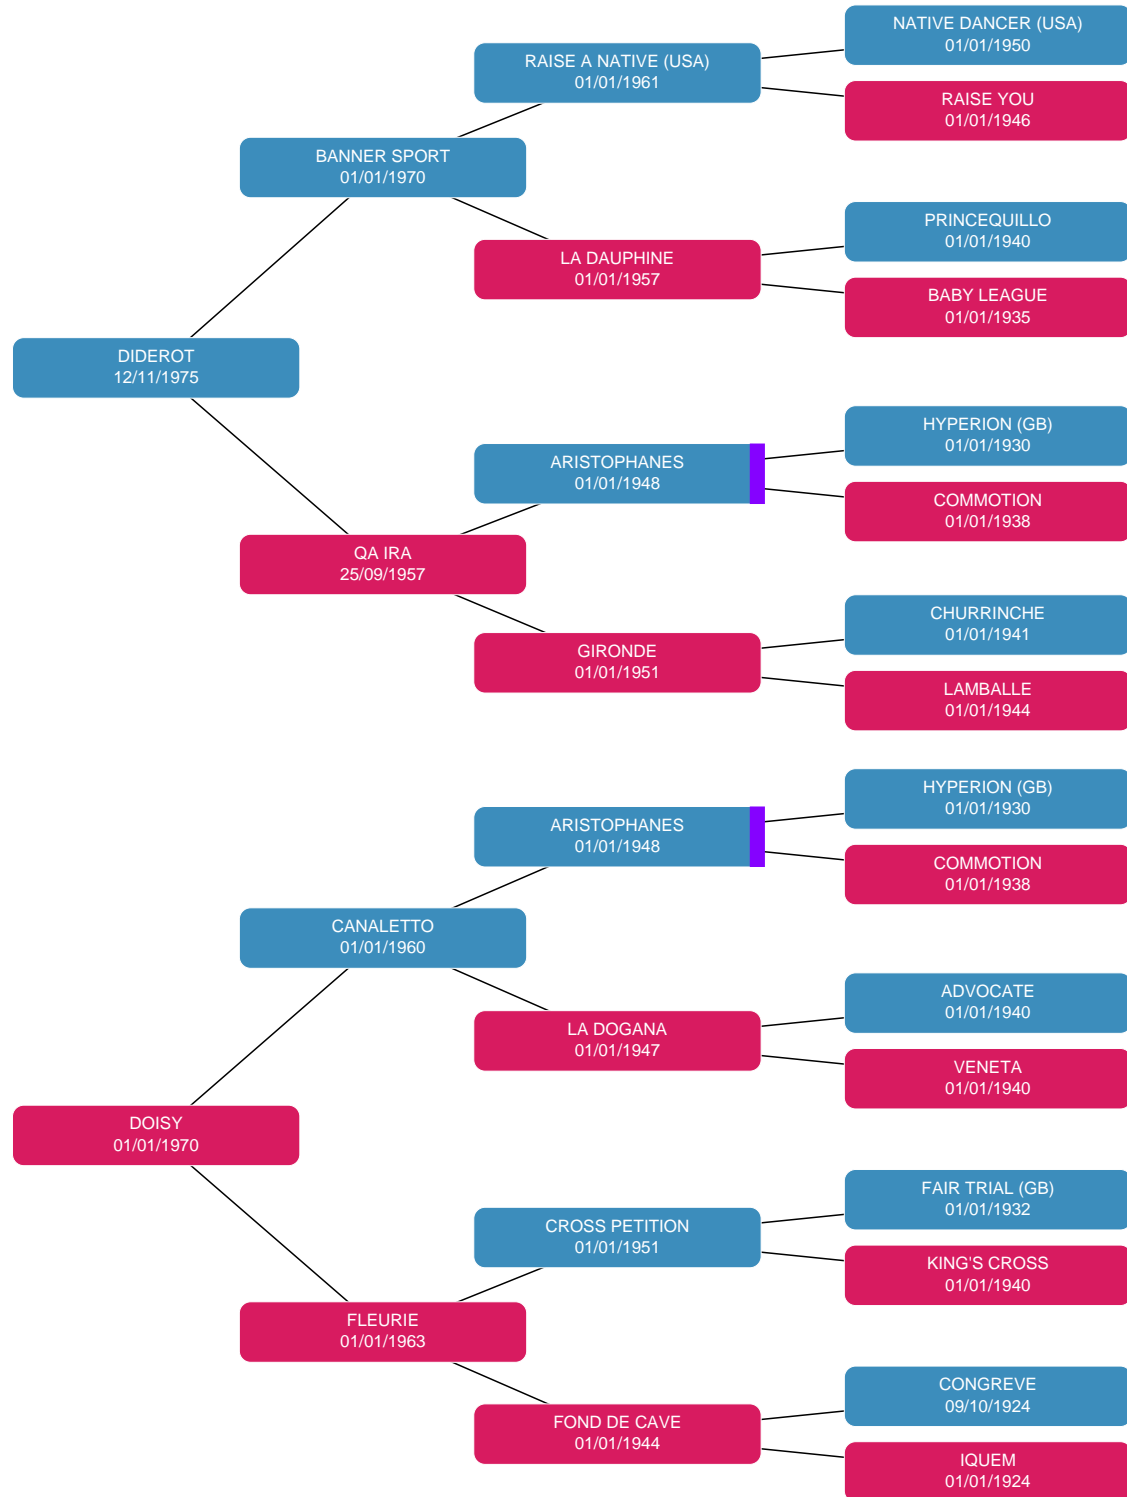 NATIVE DANCER (USA)
01/01/1950
RAISE A NATIVE (USA)
01/01/1961
RAISE YOU
01/01/1946
BANNER SPORT
01/01/1970
PRINCEQUILLO
01/01/1940
LA DAUPHINE
01/01/1957
BABY LEAGUE
01/01/1935
DIDEROT
12/11/1975
HYPERION (GB)
01/01/1930
ARISTOPHANES
01/01/1948
COMMOTION
01/01/1938
QA IRA
25/09/1957
CHURRINCHE
01/01/1941
GIRONDE
01/01/1951
LAMBALLE
01/01/1944
HYPERION (GB)
01/01/1930
ARISTOPHANES
01/01/1948
COMMOTION
01/01/1938
CANALETTO
01/01/1960
ADVOCATE
01/01/1940
LA DOGANA
01/01/1947
VENETA
01/01/1940
DOISY
01/01/1970
FAIR TRIAL (GB)
01/01/1932
CROSS PETITION
01/01/1951
KING'S CROSS
01/01/1940
FLEURIE
01/01/1963
CONGREVE
09/10/1924
FOND DE CAVE
01/01/1944
IQUEM
01/01/1924